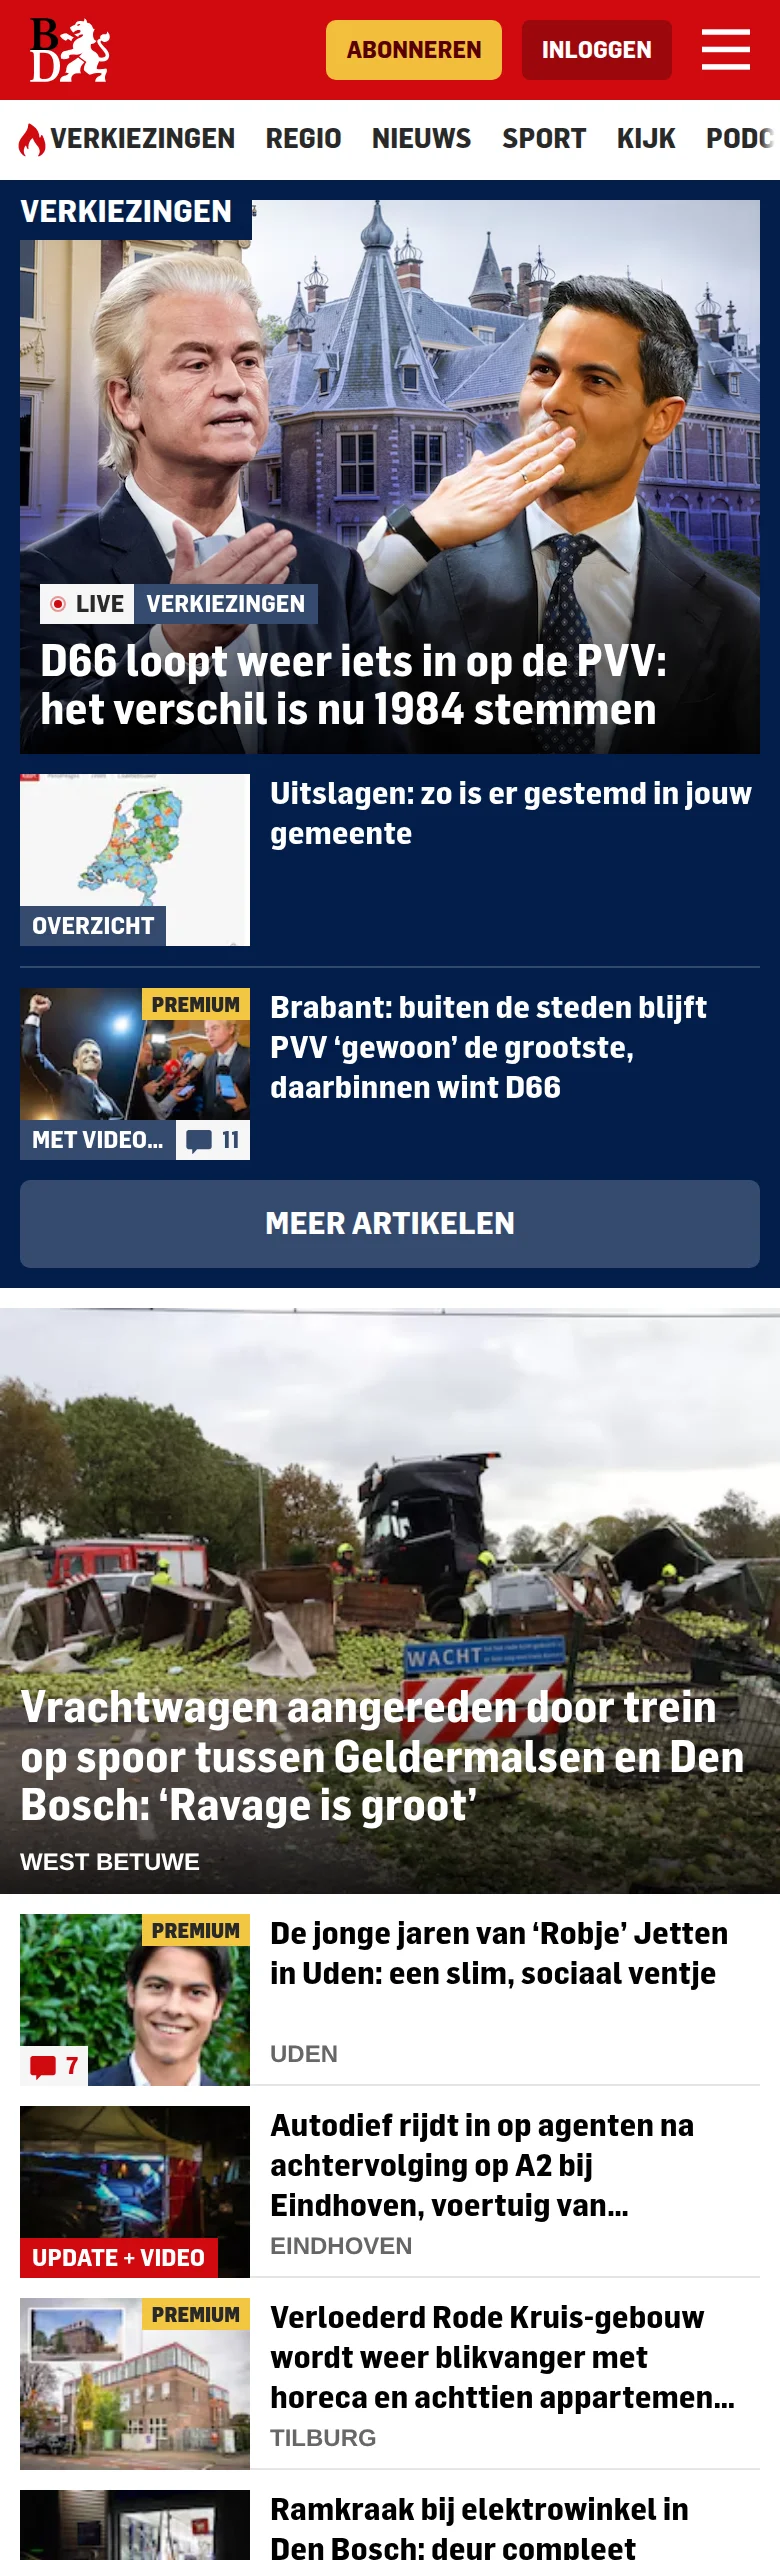 B
D
ABONNEREN
INLOGGEN
VERKIEZINGEN
REGIO
NIEUWS
SPORT
KIJK
PODC
VERKIEZINGEN
LIVE
VERKIEZINGEN
D66 loopt weer iets in op de PVV:
het verschil is nu 1984 stemmen
Uitslagen: zo is er gestemd in jouw
gemeente
OVERZICHT
PREMIUM
Brabant: buiten de steden blijft
PVV ‘gewoon’ de grootste,
daarbinnen wint D66
MET VIDEO...
11
MEER ARTIKELEN
WACHT
Vrachtwagen aangereden door trein
op spoor tussen Geldermalsen en Den
Bosch: ‘Ravage is groot’
WEST BETUWE
PREMIUM
De jonge jaren van ‘Robje’ Jetten
in Uden: een slim, sociaal ventje
7
UDEN
Autodief rijdt in op agenten na
achtervolging op A2 bij
Eindhoven, voertuig van...
UPDATE + VIDEO
EINDHOVEN
PREMIUM
Verloederd Rode Kruis-gebouw
wordt weer blikvanger met
horeca en achttien appartemen...
TILBURG
Ramkraak bij elektrowinkel in
Den Bosch: deur compleet